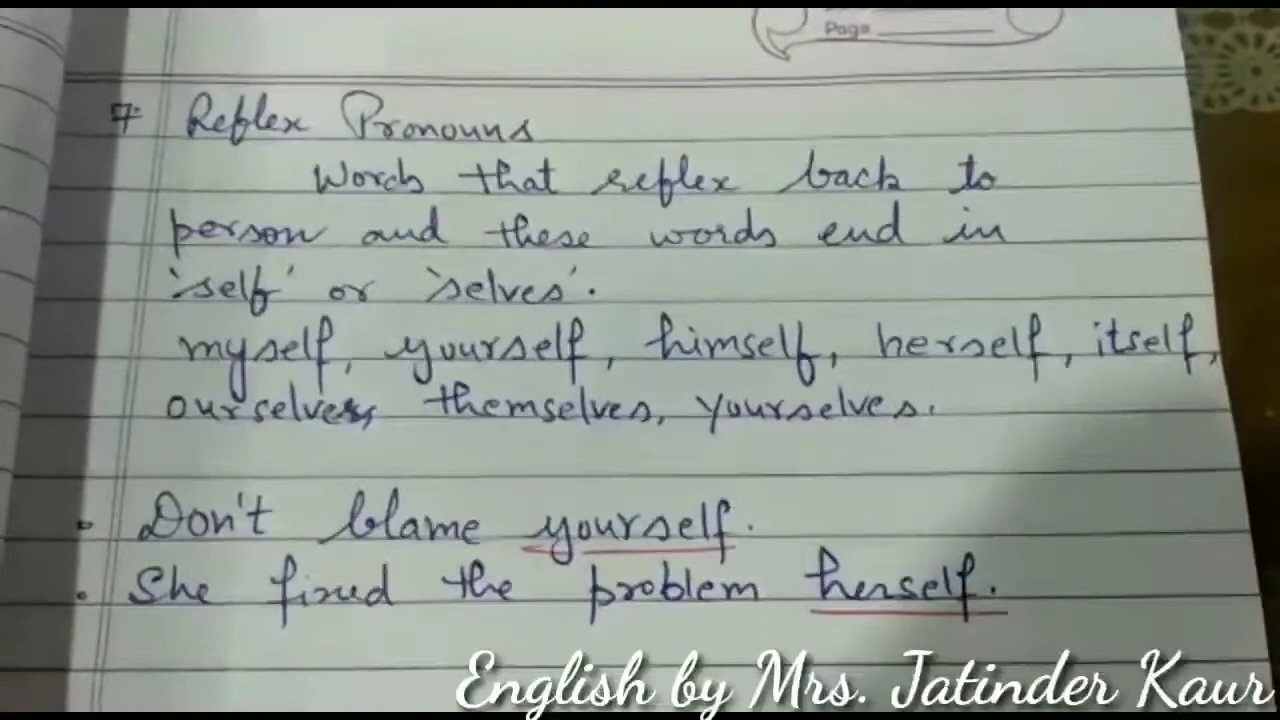 Page
7. Reflex Pronouns
Words that reflex back to
person and these words end in
'self' or 'selves'.
myself, yourself, himself, herself, itself,
ourselves, themselves, yourselves.
• Don't blame yourself.
• She fixed the problem herself.
English by Mrs. Jatinder Kaur